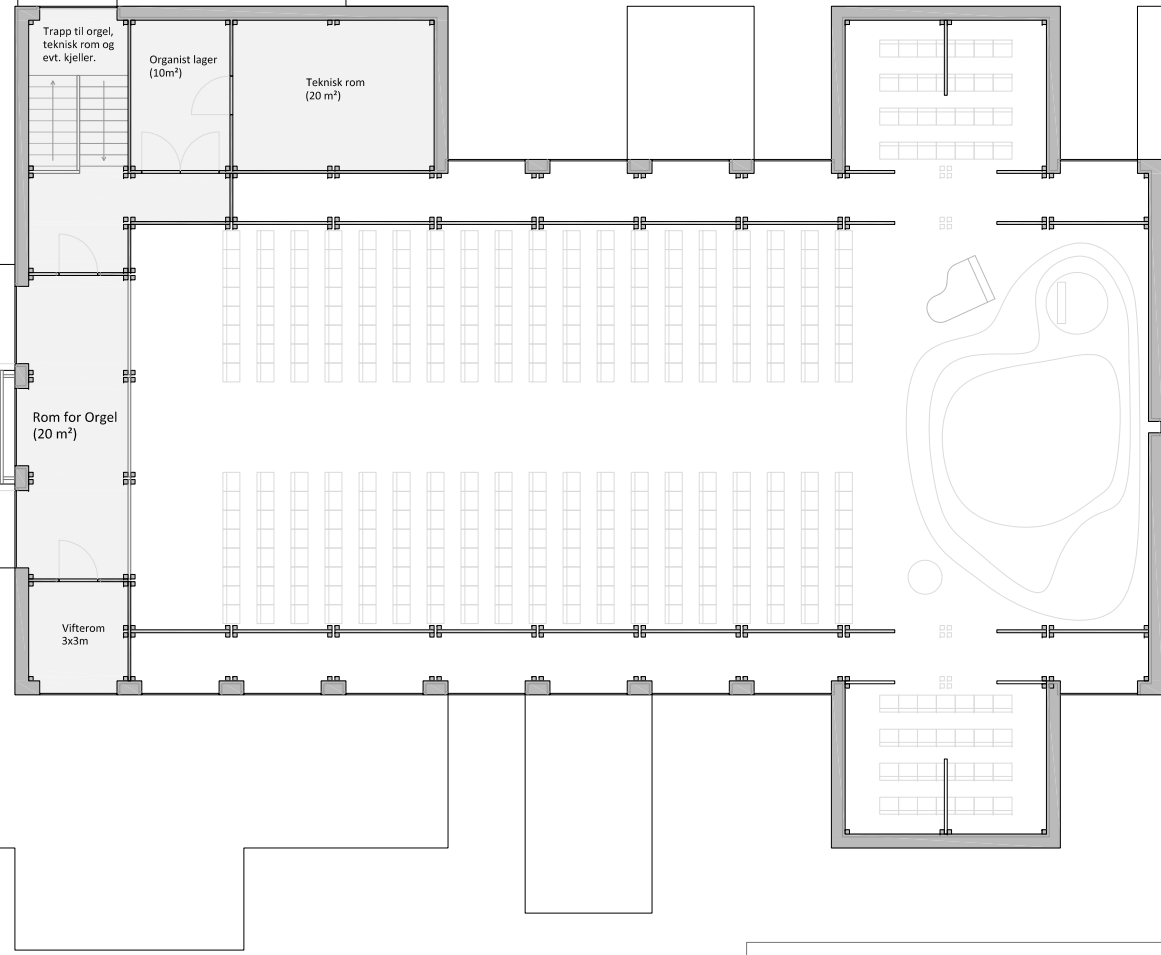 Trapp til orgel,
teknisk rom og
evt. kjeller.
Organist lager
(10m²)
Teknisk rom
(20 m²)
Rom for Orgel
(20 m²)
Vifterom
3x3m